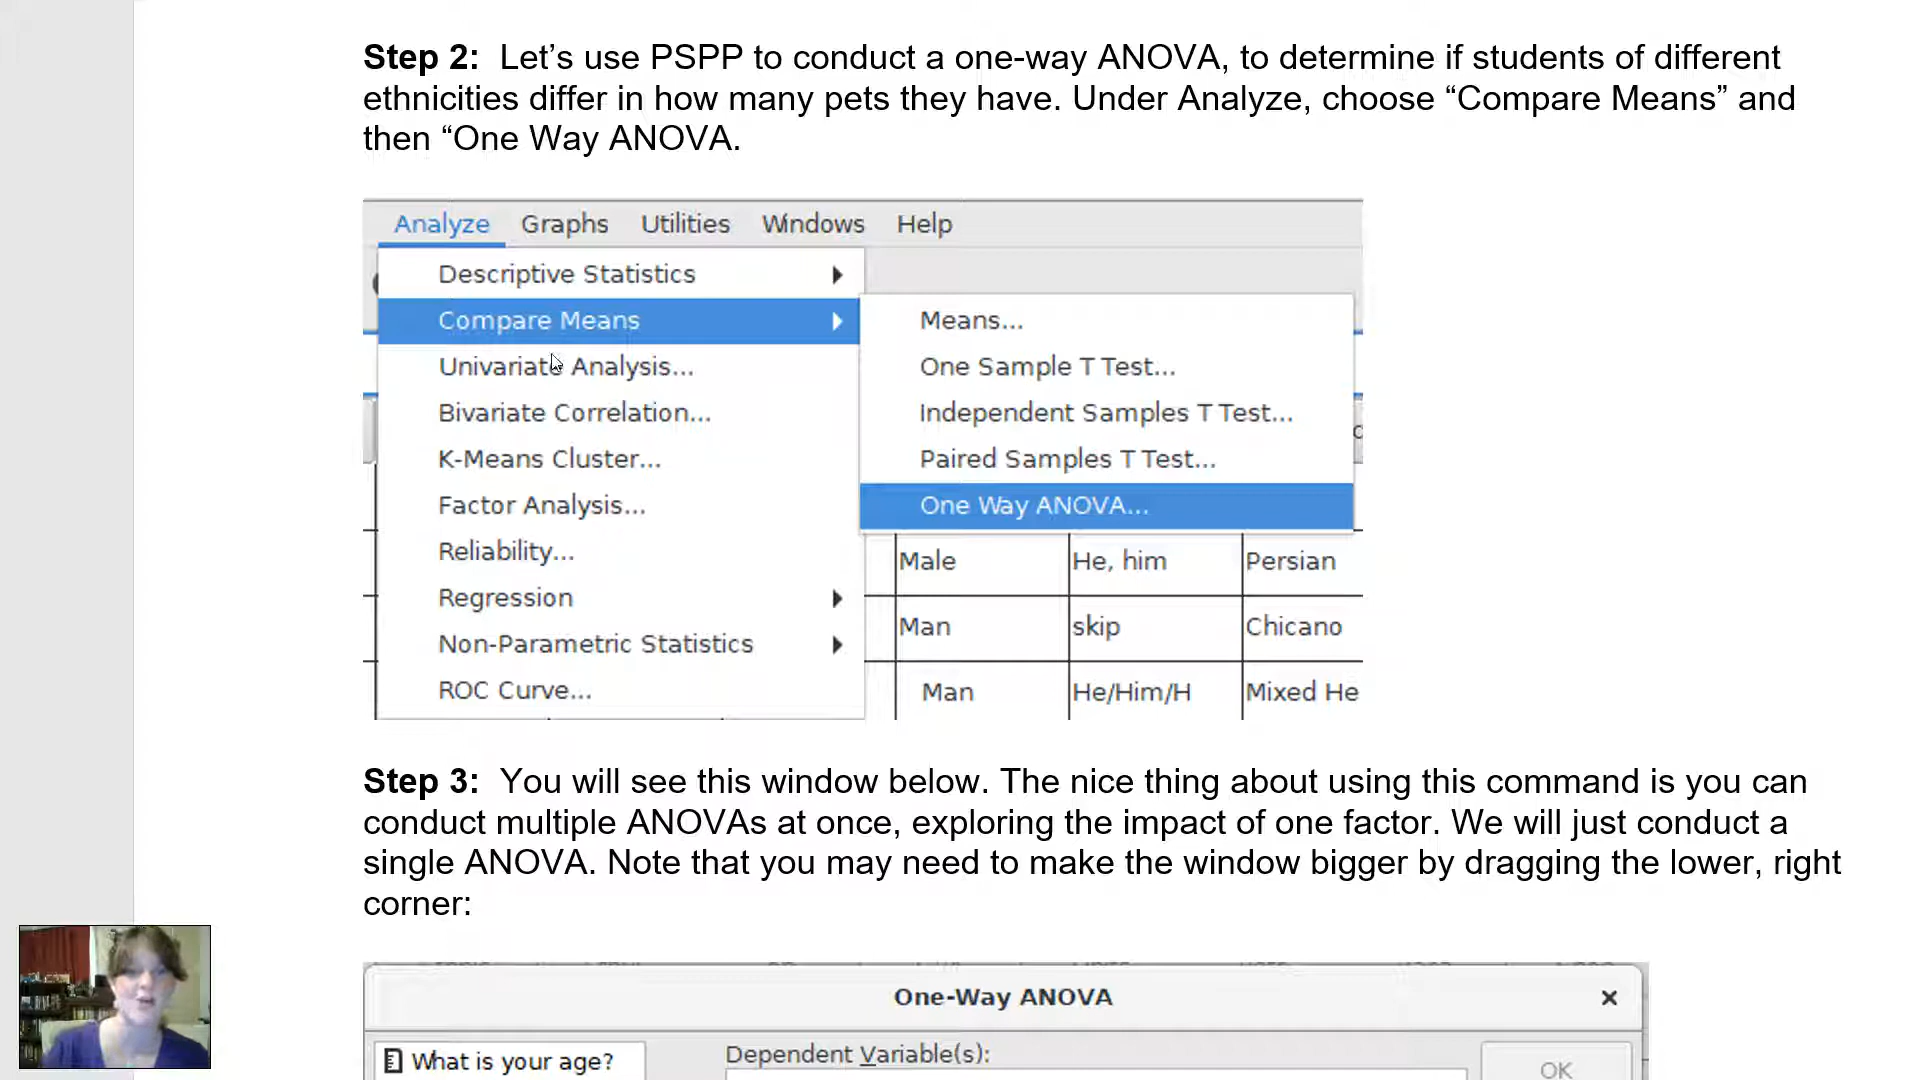 Step 2:  Let’s use PSPP to conduct a one-way ANOVA, to determine if students of different
ethnicities differ in how many pets they have. Under Analyze, choose “Compare Means” and
then “One Way ANOVA.
Analyze Graphs Utilities Windows Help
Descriptive Statistics
Compare Means
Means...
Univariate Analysis...
One Sample T Test...
Bivariate Correlation...
Independent Samples T Test...
K-Means Cluster...
Paired Samples T Test...
Factor Analysis...
One Way ANOVA...
Reliability...
Male He, him Persian
Regression
Man skip Chicano
Non-Parametric Statistics
ROC Curve...
Man He/Him/H Mixed He
Step 3:  You will see this window below. The nice thing about using this command is you can
conduct multiple ANOVAs at once, exploring the impact of one factor. We will just conduct a
single ANOVA. Note that you may need to make the window bigger by dragging the lower, right
corner:
One-Way ANOVA
What is your age?
Dependent Variable(s):
OK